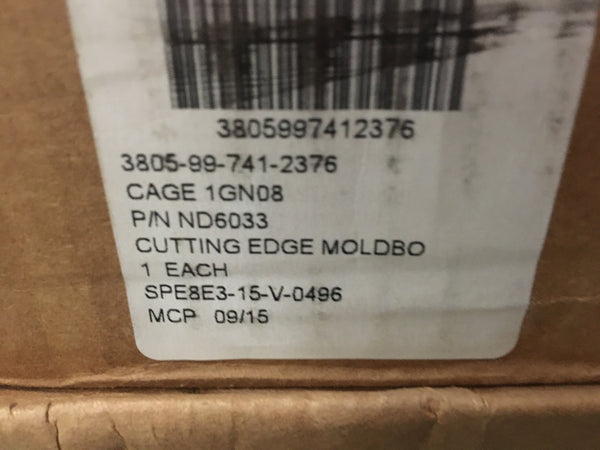 3805997412376
3805-99-741-2376
CAGE 1GN08
P/N ND6033
CUTTING EDGE MOLDBO
1 EACH
SPE8E3-15-V-0496
MCP 09/15